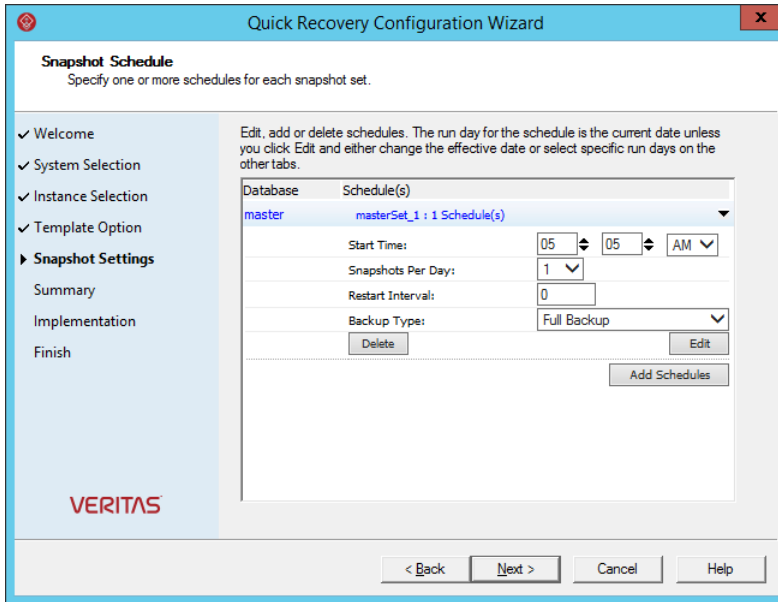 Quick Recovery Configuration Wizard
x
Snapshot Schedule
Specify one or more schedules for each snapshot set.
Welcome
System Selection
Instance Selection
Template Option
Snapshot Settings
Summary
Implementation
Finish
VERITAS
Edit, add or delete schedules. The run day for the schedule is the current date unless
you click Edit and either change the effective date or select specific run days on the
other tabs.
Database Schedule(s)
master masterSet_1 : 1 Schedule(s)
Start Time: 05 05 AM
Snapshots Per Day: 1
Restart Interval: 0
Backup Type: Full Backup
Delete Edit
Add Schedules
< Back Next > Cancel Help